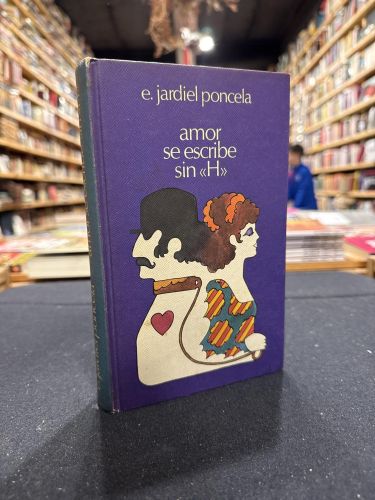 e. jardiel poncela
amor
se escribe
sin «H»